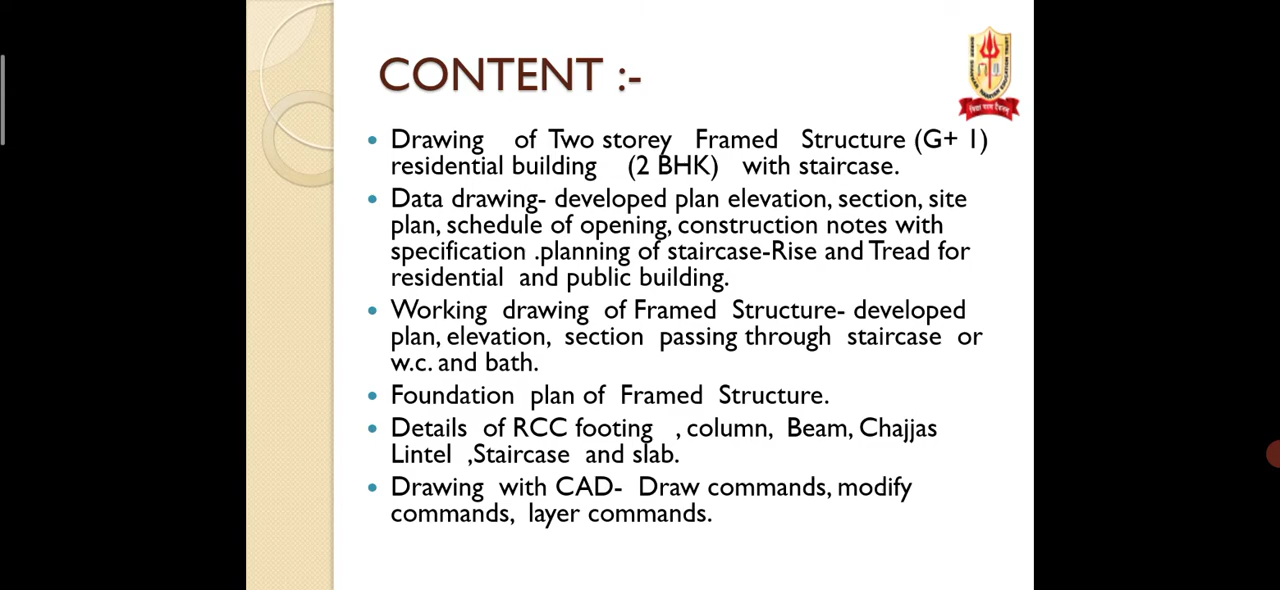 CONTENT :-
Drawing of Two storey Framed Structure (G+ 1)
residential building (2 BHK) with staircase.
Data drawing- developed plan elevation, section, site
plan, schedule of opening, construction notes with
specification .planning of staircase-Rise and Tread for
residential and public building.
Working drawing of Framed Structure- developed
plan, elevation, section passing through staircase or
w.c. and bath.
Foundation plan of Framed Structure.
Details of RCC footing , column, Beam, Chajjas
Lintel ,Staircase and slab.
Drawing with CAD- Draw commands, modify
commands, layer commands.